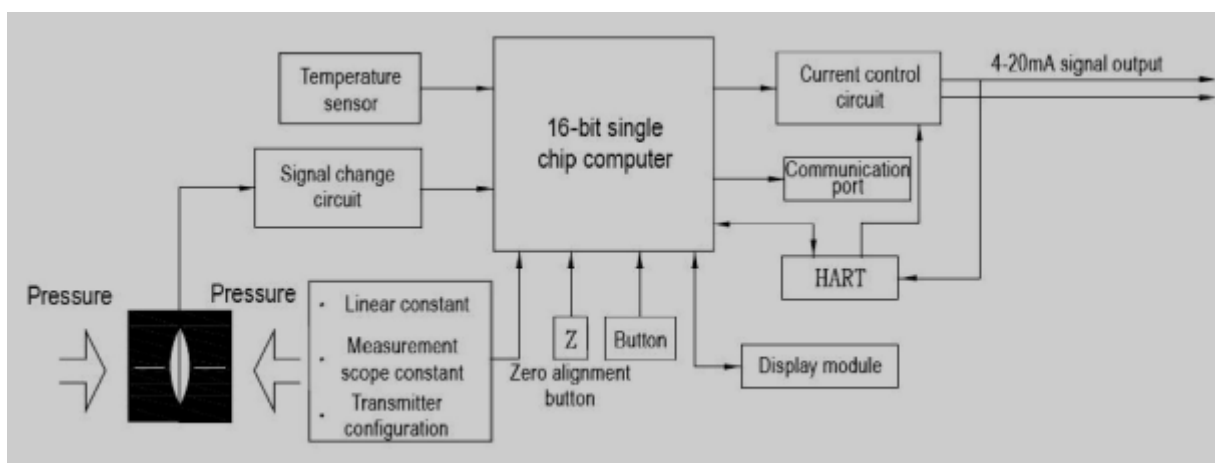 Temperature
sensor
16-bit single
chip computer
Current control
circuit
4-20mA signal output
Signal change
circuit
Communication
port
HART
Pressure
Pressure
· Linear constant
· Measurement
scope constant
· Transmitter
configuration
Z
Zero alignment
button
Button
Display module